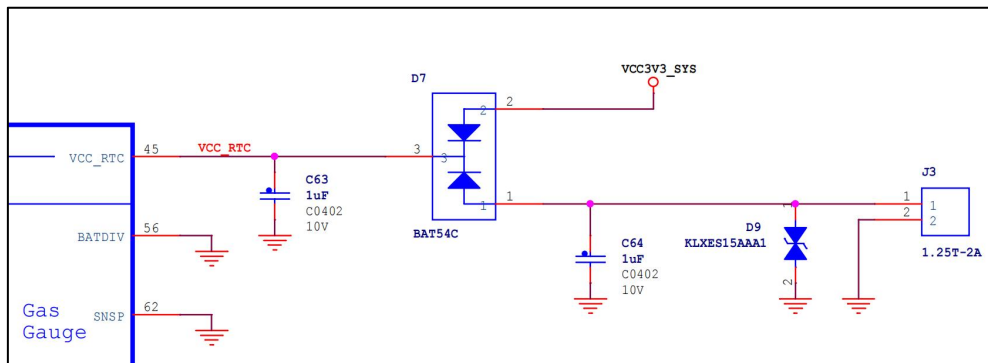 VCC3V3_SYS
D7
2
2
VCC_RTC
45
VCC_RTC
3
3
C63
1uF
C0402
10V
1
1
BAT54C
J3
1
1
2
2
1.25T-2A
BATDIV
56
C64
1uF
C0402
10V
1
D9
KLXES15AAA1
2
SNSP
62
Gas
Gauge